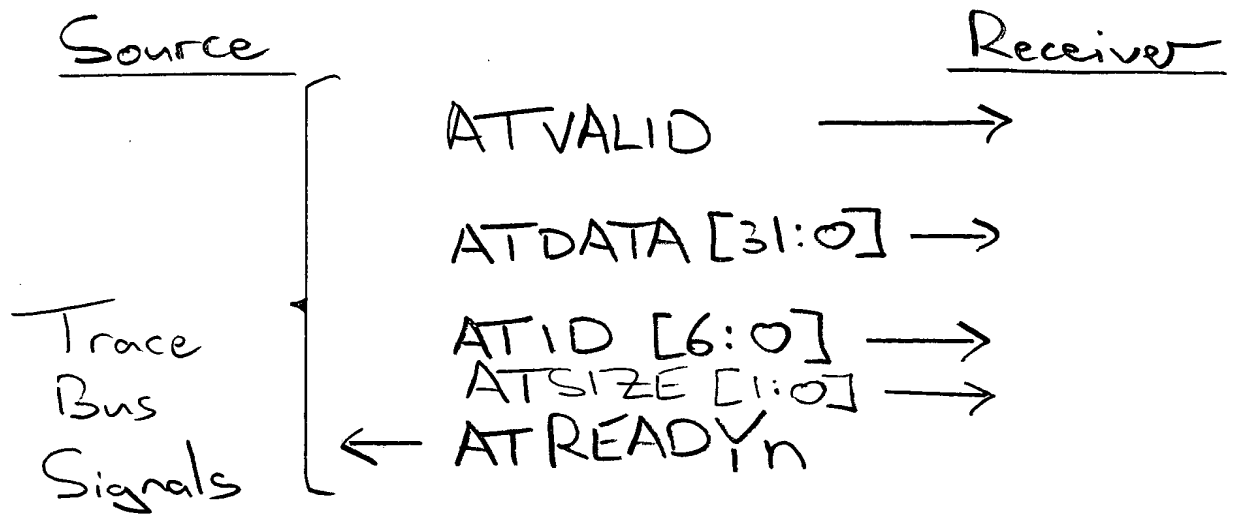 Source Receiver
ATVALID →
ATDATA [31:0] →
ATID [6:0] →
ATSIZE [1:0] →
← ATREADYn
Trace
Bus
Signals